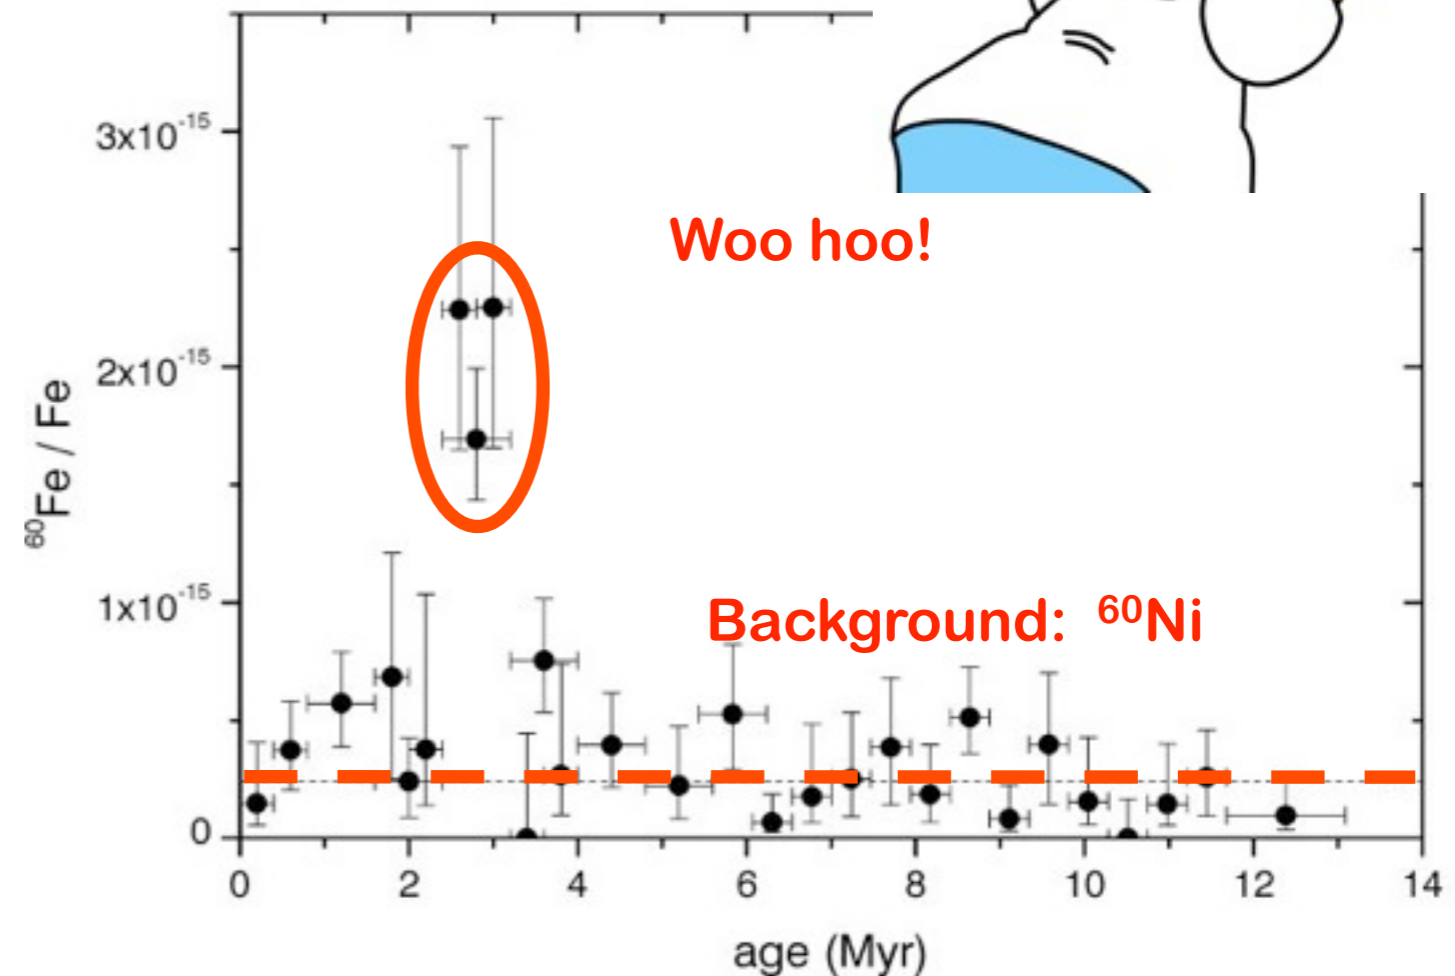 3x10⁻¹⁵
Woo hoo!
2x10⁻¹⁵
⁶⁰Fe / Fe
1x10⁻¹⁵
Background: ⁶⁰Ni
0
0 2 4 6 8 10 12 14
age (Myr)